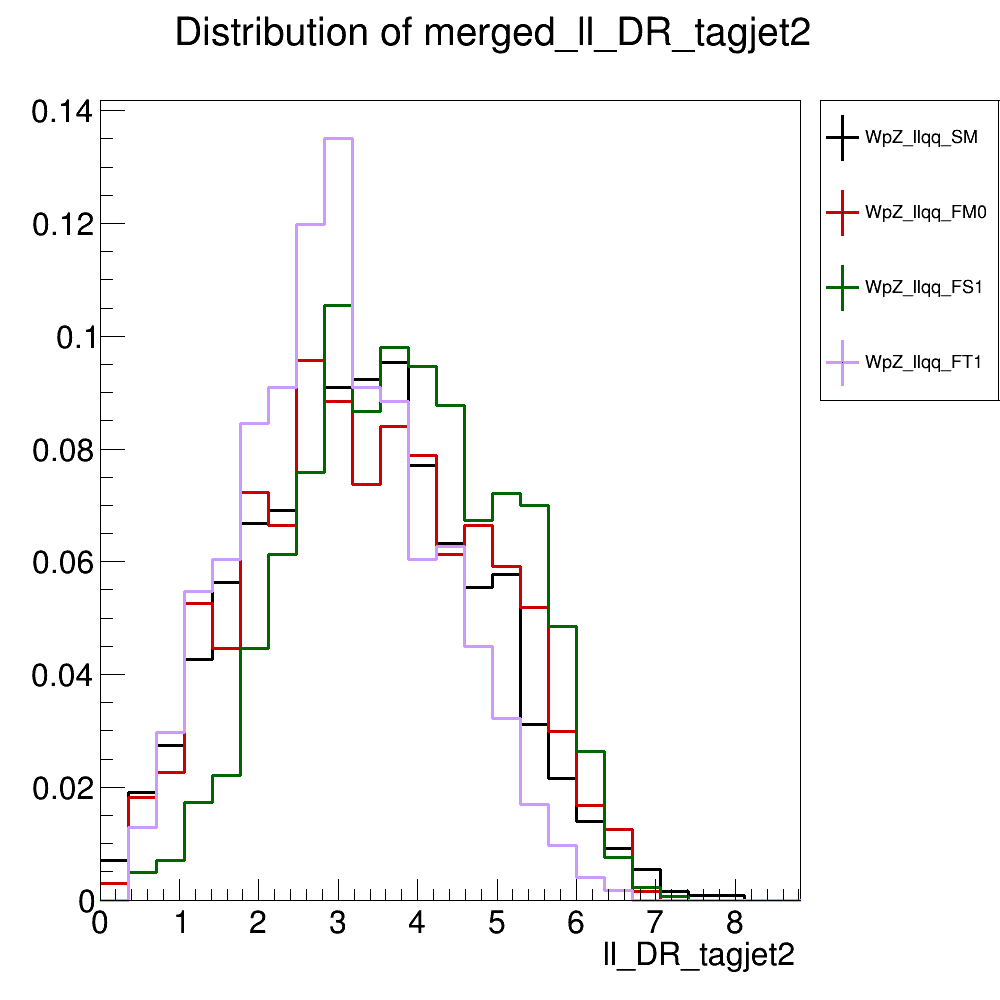 Distribution of merged_ll_DR_tagjet2
0.14
0.12
0.1
0.08
0.06
0.04
0.02
0
0 1 2 3 4 5 6 7 8
ll_DR_tagjet2
WpZ_llqq_SM
WpZ_llqq_FM0
WpZ_llqq_FS1
WpZ_llqq_FT1